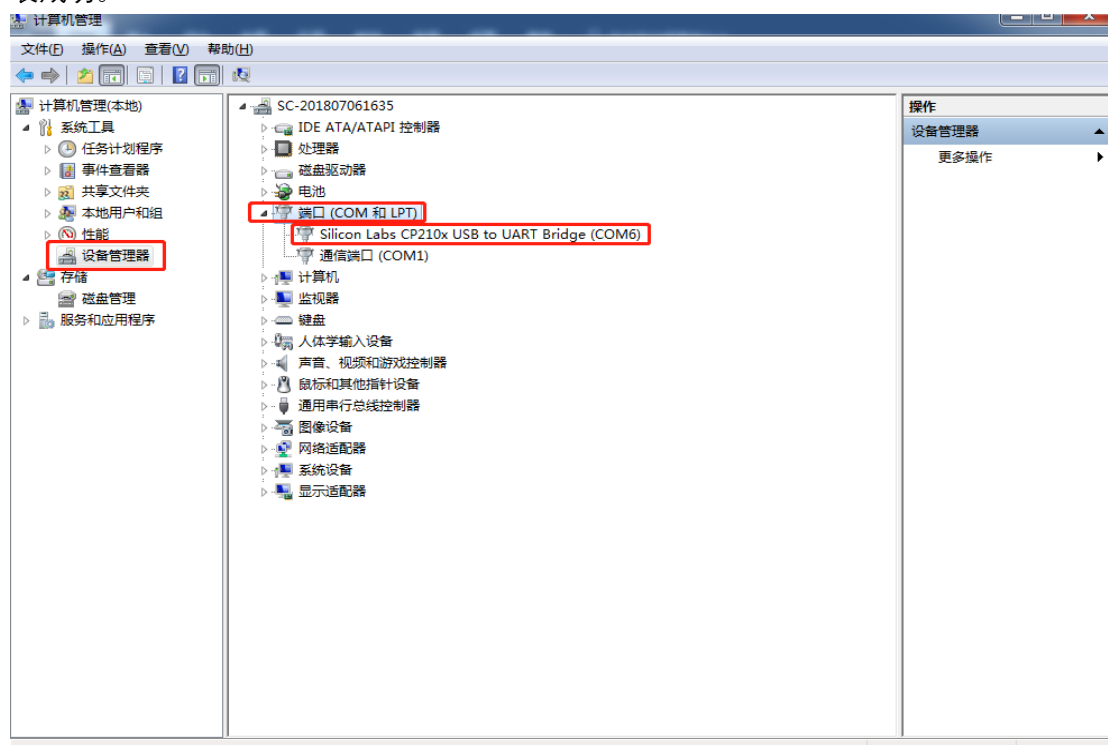 计算机管理
文件(F) 操作(A) 查看(V) 帮助(H)
计算机管理(本地)
系统工具
任务计划程序
事件查看器
共享文件夹
本地用户和组
性能
设备管理器
存储
磁盘管理
服务和应用程序
SC-201807061635
IDE ATA/ATAPI 控制器
处理器
磁盘驱动器
电池
端口 (COM 和 LPT)
Silicon Labs CP210x USB to UART Bridge (COM6)
通信端口 (COM1)
计算机
监视器
键盘
人体学输入设备
声音、视频和游戏控制器
鼠标和其他指针设备
通用串行总线控制器
图像设备
网络适配器
系统设备
显示适配器
操作
设备管理器
更多操作